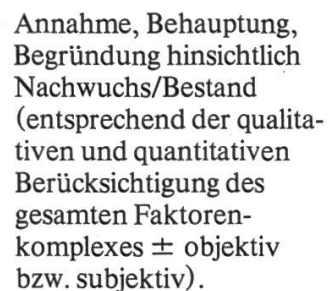 Annahme, Behauptung,
Begründung hinsichtlich
Nachwuchs/Bestand
(entsprechend der qualita-
tiven und quantitativen
Berücksichtigung des
gesamten Faktoren-
komplexes ± objektiv
bzw. subjektiv).